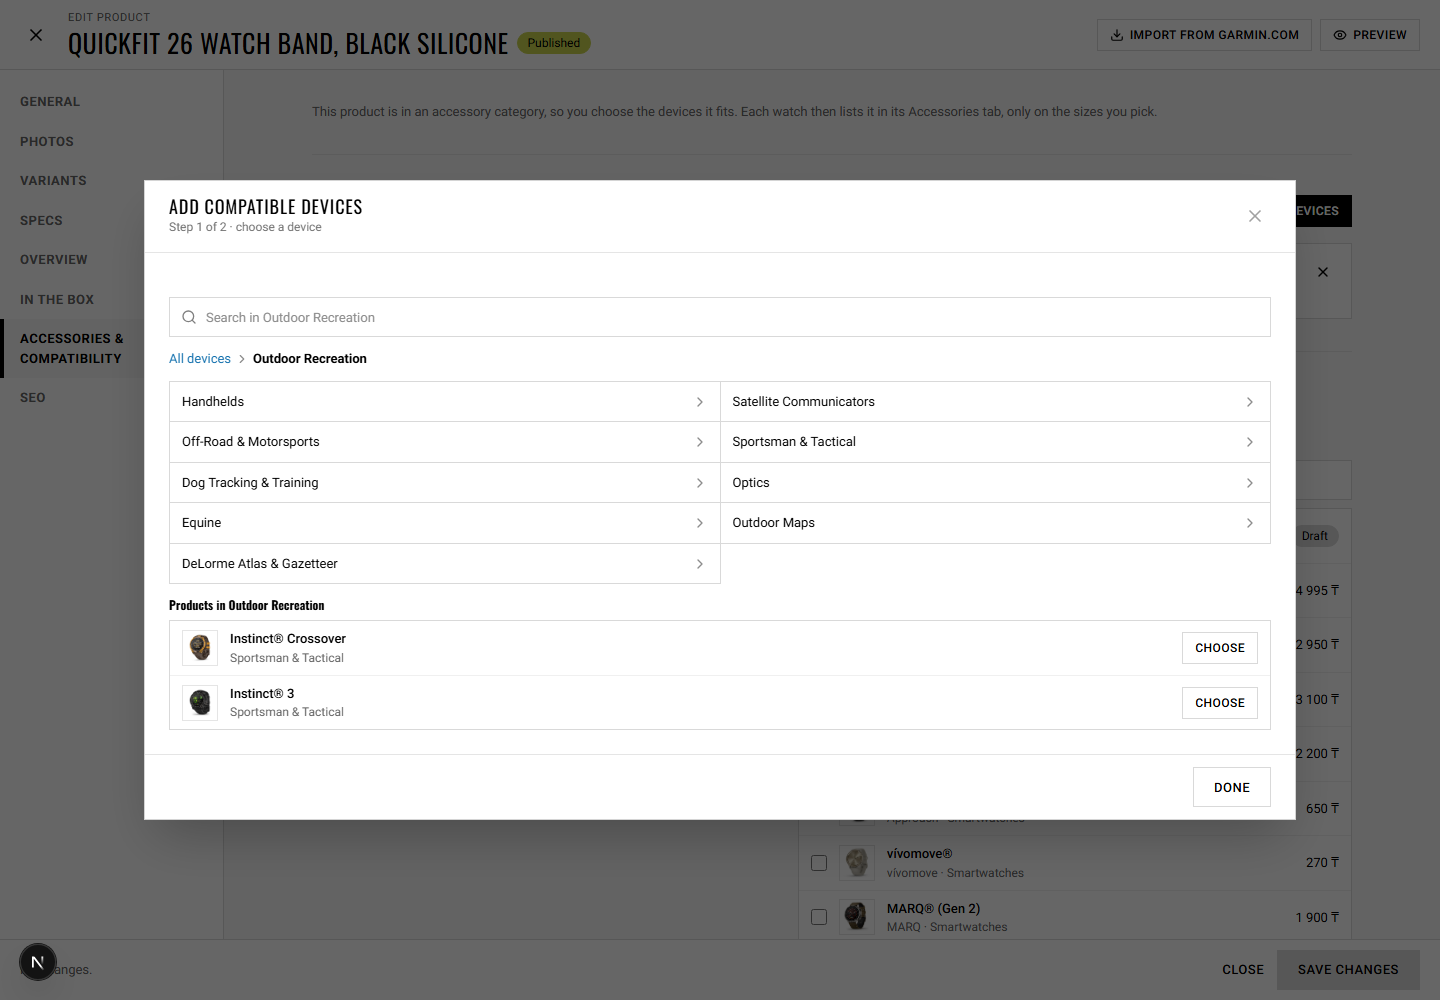 EDIT PRODUCT
QUICKFIT 26 WATCH BAND, BLACK SILICONE
Published
IMPORT FROM GARMIN.COM
PREVIEW
GENERAL
PHOTOS
VARIANTS
SPECS
OVERVIEW
IN THE BOX
ACCESSORIES &
COMPATIBILITY
SEO
This product is in an accessory category, so you choose the devices it fits. Each watch then lists it in its Accessories tab, only on the sizes you pick.
EVICES
ADD COMPATIBLE DEVICES
Step 1 of 2 · choose a device
Search in Outdoor Recreation
All devices > Outdoor Recreation
Handhelds
Satellite Communicators
Off-Road & Motorsports
Sportsman & Tactical
Dog Tracking & Training
Optics
Equine
Outdoor Maps
DeLorme Atlas & Gazetteer
Products in Outdoor Recreation
Instinct® Crossover
Sportsman & Tactical
CHOOSE
Instinct® 3
Sportsman & Tactical
CHOOSE
DONE
Draft
4 995 ₸
2 950 ₸
3 100 ₸
2 200 ₸
650 ₸
vívomove®
vívomove · Smartwatches
270 ₸
MARQ® (Gen 2)
MARQ · Smartwatches
1 900 ₸
N
anges.
CLOSE
SAVE CHANGES